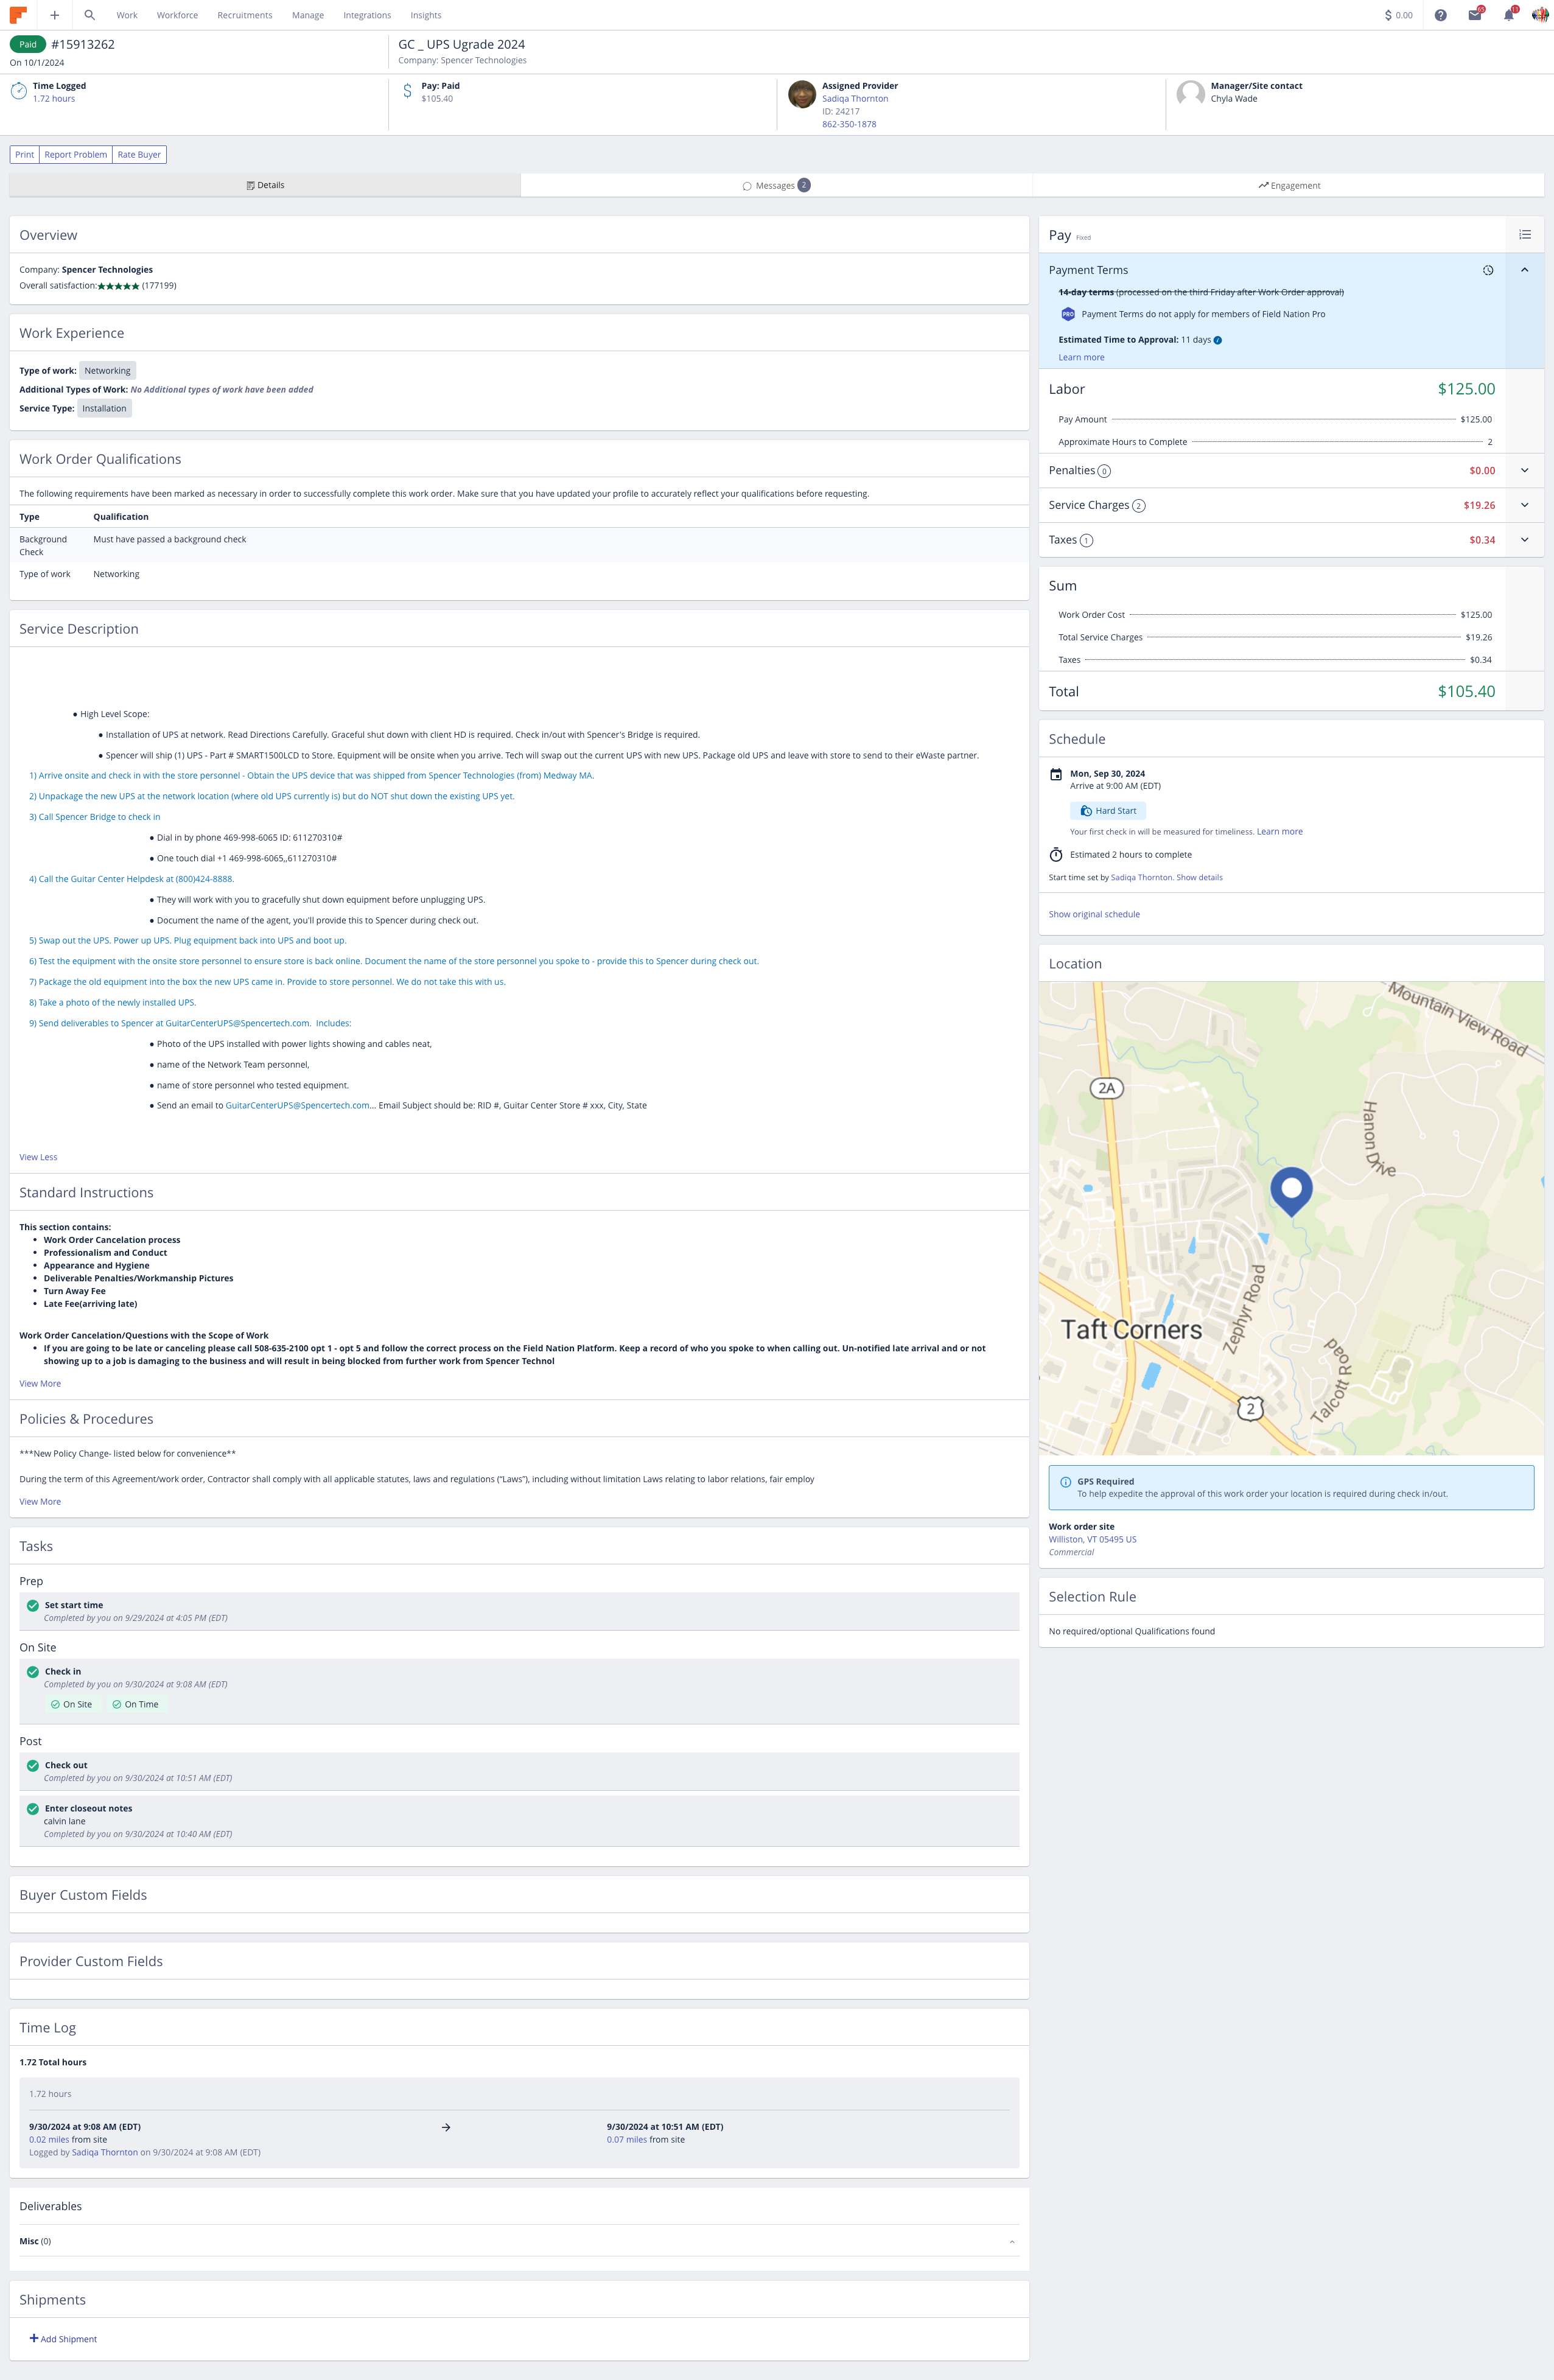 Work Workforce Recruitments Manage Integrations Insights
0.00
11
Paid #15913262
On 10/1/2024
GC _ UPS Ugrade 2024
Company: Spencer Technologies
Time Logged
1.72 hours
Pay: Paid
$105.40
Assigned Provider
Sadiqa Thornton
ID: 24217
862-350-1878
Manager/Site contact
Chyla Wade
Print Report Problem Rate Buyer
Details
Messages 2
Engagement
Overview
Company: Spencer Technologies
Overall satisfaction: (177199)
Work Experience
Type of work: Networking
Additional Types of Work: No Additional types of work have been added
Service Type: Installation
Work Order Qualifications
The following requirements have been marked as necessary in order to successfully complete this work order. Make sure that you have updated your profile to accurately reflect your qualifications before requesting.
Type Qualification
Background Check Must have passed a background check
Type of work Networking
Service Description
● High Level Scope:
● Installation of UPS at network. Read Directions Carefully. Graceful shut down with client HD is required. Check in/out with Spencer's Bridge is required.
● Spencer will ship (1) UPS - Part # SMART1500LCD to Store. Equipment will be onsite when you arrive. Tech will swap out the current UPS with new UPS. Package old UPS and leave with store to send to their eWaste partner.
1) Arrive onsite and check in with the store personnel - Obtain the UPS device that was shipped from Spencer Technologies (from) Medway MA.
2) Unpackage the new UPS at the network location (where old UPS currently is) but do NOT shut down the existing UPS yet.
3) Call Spencer Bridge to check in
● Dial in by phone 469-998-6065 ID: 611270310#
● One touch dial +1 469-998-6065,,611270310#
4) Call the Guitar Center Helpdesk at (800)424-8888.
● They will work with you to gracefully shut down equipment before unplugging UPS.
● Document the name of the agent, you'll provide this to Spencer during check out.
5) Swap out the UPS. Power up UPS. Plug equipment back into UPS and boot up.
6) Test the equipment with the onsite store personnel to ensure store is back online. Document the name of the store personnel you spoke to - provide this to Spencer during check out.
7) Package the old equipment into the box the new UPS came in. Provide to store personnel. We do not take this with us.
8) Take a photo of the newly installed UPS.
9) Send deliverables to Spencer at GuitarCenterUPS@Spencertech.com. Includes:
● Photo of the UPS installed with power lights showing and cables neat,
● name of the Network Team personnel,
● name of store personnel who tested equipment.
● Send an email to GuitarCenterUPS@Spencertech.com... Email Subject should be: RID #, Guitar Center Store # xxx, City, State
View Less
Standard Instructions
This section contains:
• Work Order Cancelation process
• Professionalism and Conduct
• Appearance and Hygiene
• Deliverable Penalties/Workmanship Pictures
• Turn Away Fee
• Late Fee(arriving late)
Work Order Cancelation/Questions with the Scope of Work
• If you are going to be late or canceling please call 508-635-2100 opt 1 - opt 5 and follow the correct process on the Field Nation Platform. Keep a record of who you spoke to when calling out. Un-notified late arrival and or not
showing up to a job is damaging to the business and will result in being blocked from further work from Spencer Technol
View More
Policies & Procedures
***New Policy Change- listed below for convenience**
During the term of this Agreement/work order, Contractor shall comply with all applicable statutes, laws and regulations (“Laws”), including without limitation Laws relating to labor relations, fair employ
View More
Tasks
Prep
Set start time
Completed by you on 9/29/2024 at 4:05 PM (EDT)
On Site
Check in
Completed by you on 9/30/2024 at 9:08 AM (EDT)
On Site On Time
Post
Check out
Completed by you on 9/30/2024 at 10:51 AM (EDT)
Enter closeout notes
calvin lane
Completed by you on 9/30/2024 at 10:40 AM (EDT)
Buyer Custom Fields
Provider Custom Fields
Time Log
1.72 Total hours
1.72 hours
9/30/2024 at 9:08 AM (EDT) 9/30/2024 at 10:51 AM (EDT)
0.02 miles from site 0.07 miles from site
Logged by Sadiqa Thornton on 9/30/2024 at 9:08 AM (EDT)
Deliverables
Misc (0)
Shipments
Add Shipment
Pay Fixed
Payment Terms
14-day terms (processed on the third Friday after Work Order approval)
PRO Payment Terms do not apply for members of Field Nation Pro
Estimated Time to Approval: 11 days
Learn more
Labor $125.00
Pay Amount $125.00
Approximate Hours to Complete 2
Penalties 0 $0.00
Service Charges 2 $19.26
Taxes 1 $0.34
Sum
Work Order Cost $125.00
Total Service Charges $19.26
Taxes $0.34
Total $105.40
Schedule
Mon, Sep 30, 2024
Arrive at 9:00 AM (EDT)
Hard Start
Your first check in will be measured for timeliness. Learn more
Estimated 2 hours to complete
Start time set by Sadiqa Thornton. Show details
Show original schedule
Location
Mountain View Road
2A
Hanon Drive
Zephyr Road
Taft Corners
Talcott Road
2
GPS Required
To help expedite the approval of this work order your location is required during check in/out.
Work order site
Williston, VT 05495 US
Commercial
Selection Rule
No required/optional Qualifications found